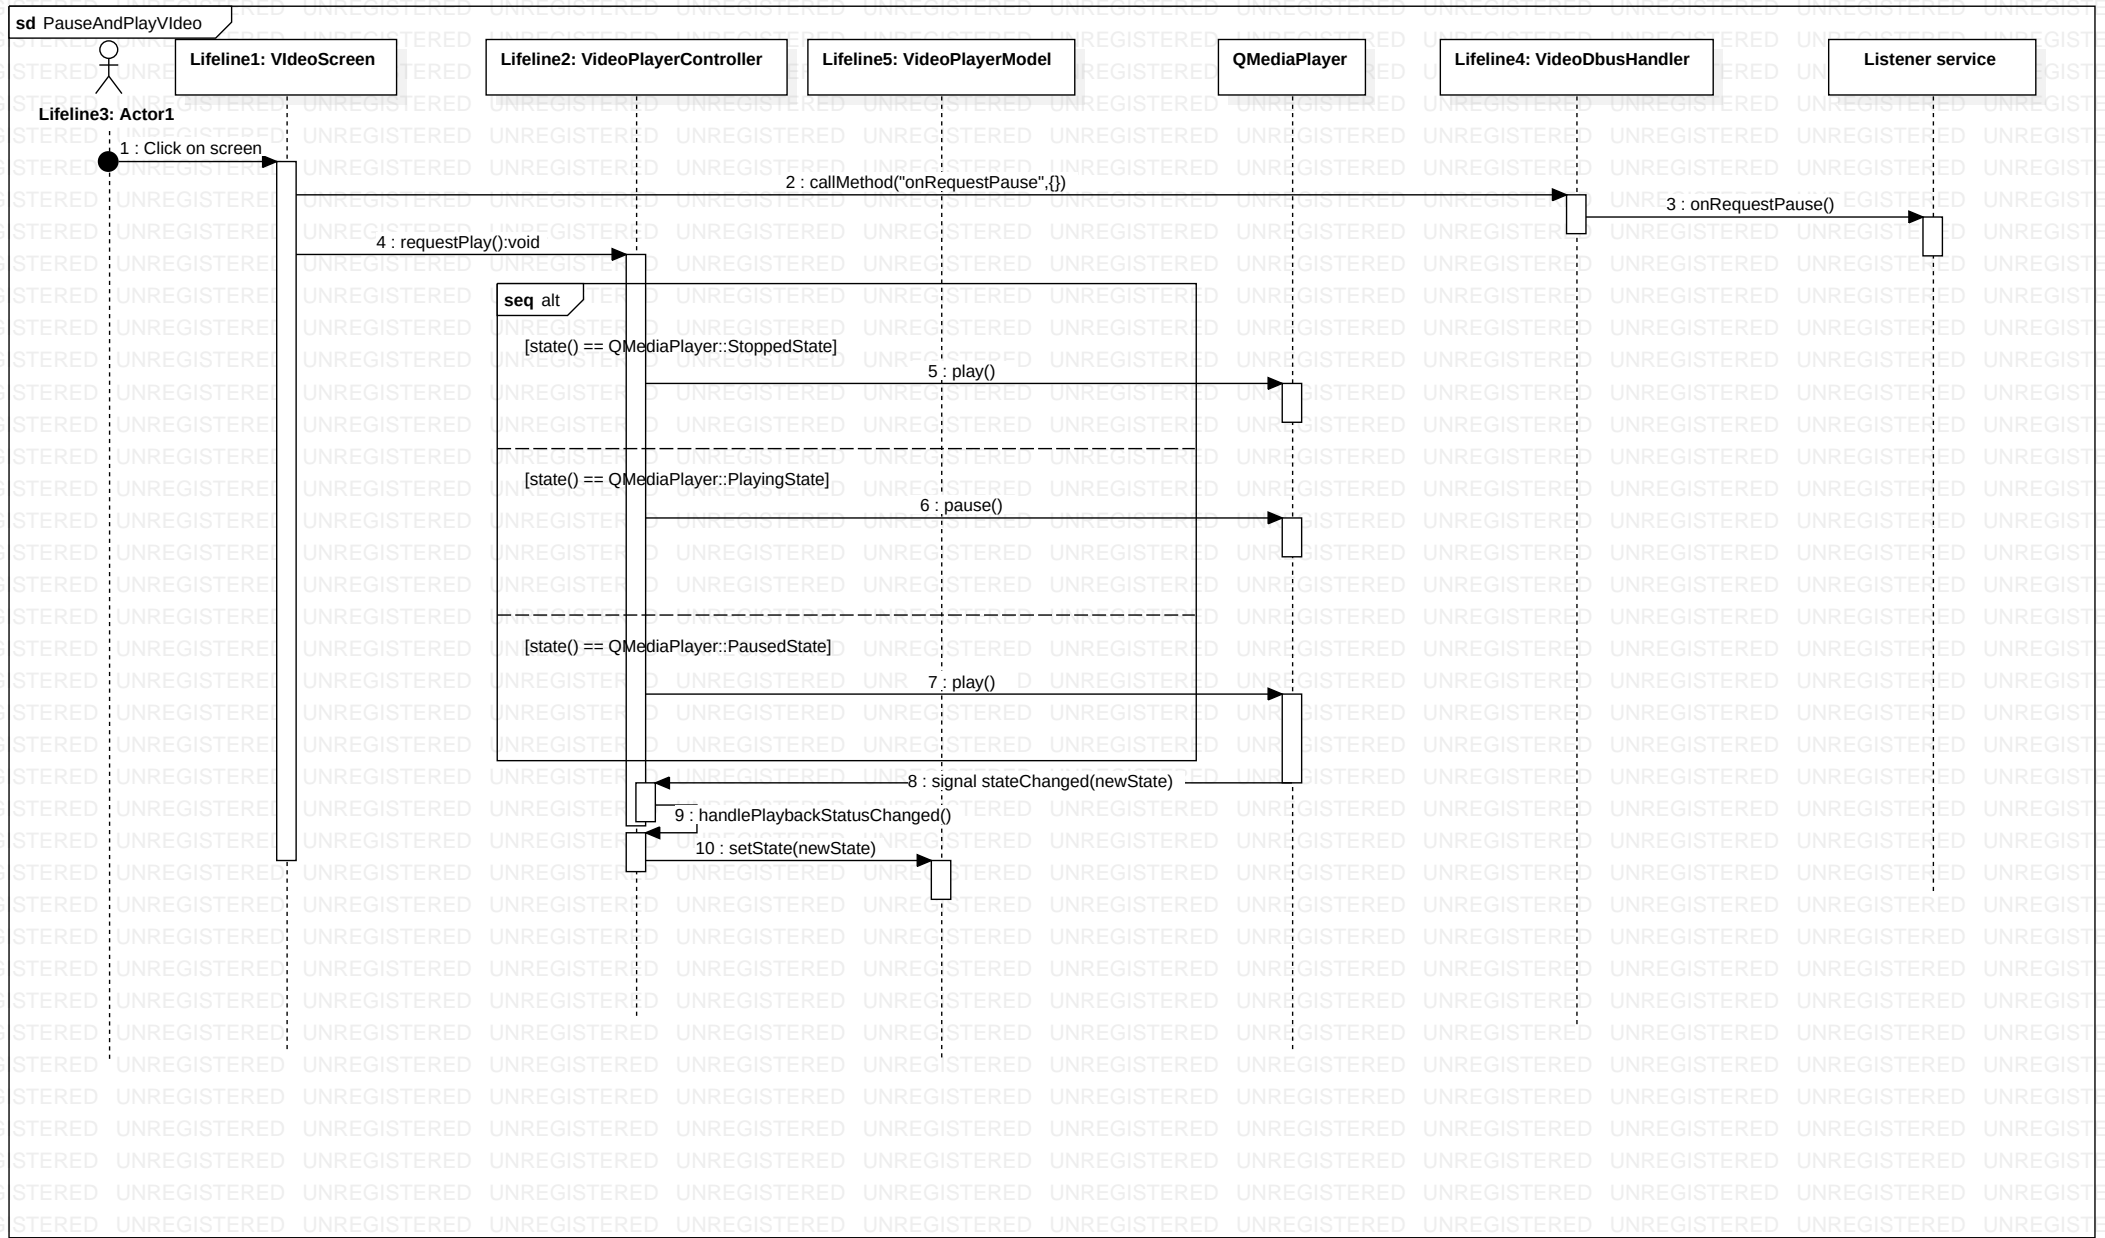 sd PauseAndPlayVIdeo
Lifeline3: Actor1
Lifeline1: VIdeoScreen
Lifeline2: VideoPlayerController
Lifeline5: VideoPlayerModel
QMediaPlayer
Lifeline4: VideoDbusHandler
Listener service
1 : Click on screen
2 : callMethod("onRequestPause",{})
3 : onRequestPause()
4 : requestPlay():void
seq alt
[state() == QMediaPlayer::StoppedState]
5 : play()
[state() == QMediaPlayer::PlayingState]
6 : pause()
[state() == QMediaPlayer::PausedState]
7 : play()
8 : signal stateChanged(newState)
9 : handlePlaybackStatusChanged()
10 : setState(newState)
UNREGISTERED